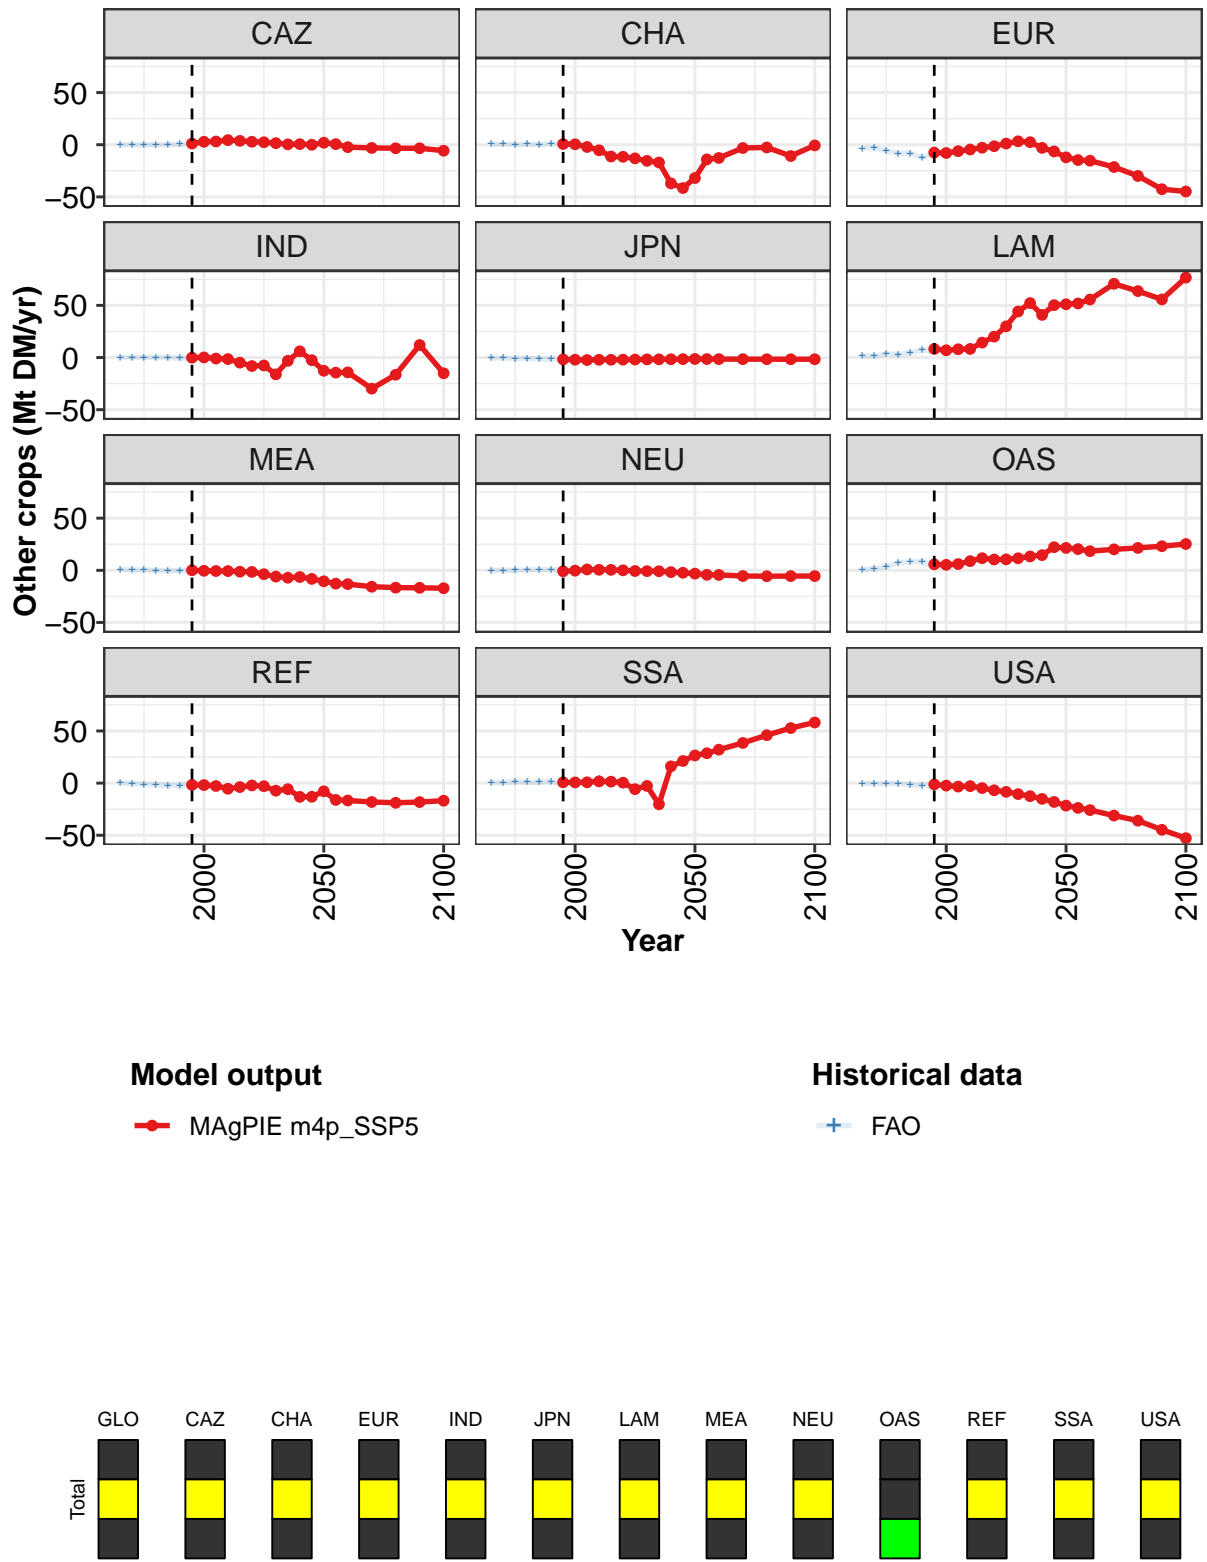 CAZ CHA EUR
50
0
−50
IND JPN LAM
50
0
−50
MEA NEU OAS
50
0
−50
REF SSA USA
50
0
−50
Other crops (Mt DM/yr)
2000 2050 2100 2000 2050 2100 2000 2050 2100
Year
Model output
MAgPIE m4p_SSP5
Historical data
FAO
GLO CAZ CHA EUR IND JPN LAM MEA NEU OAS REF SSA USA
Total